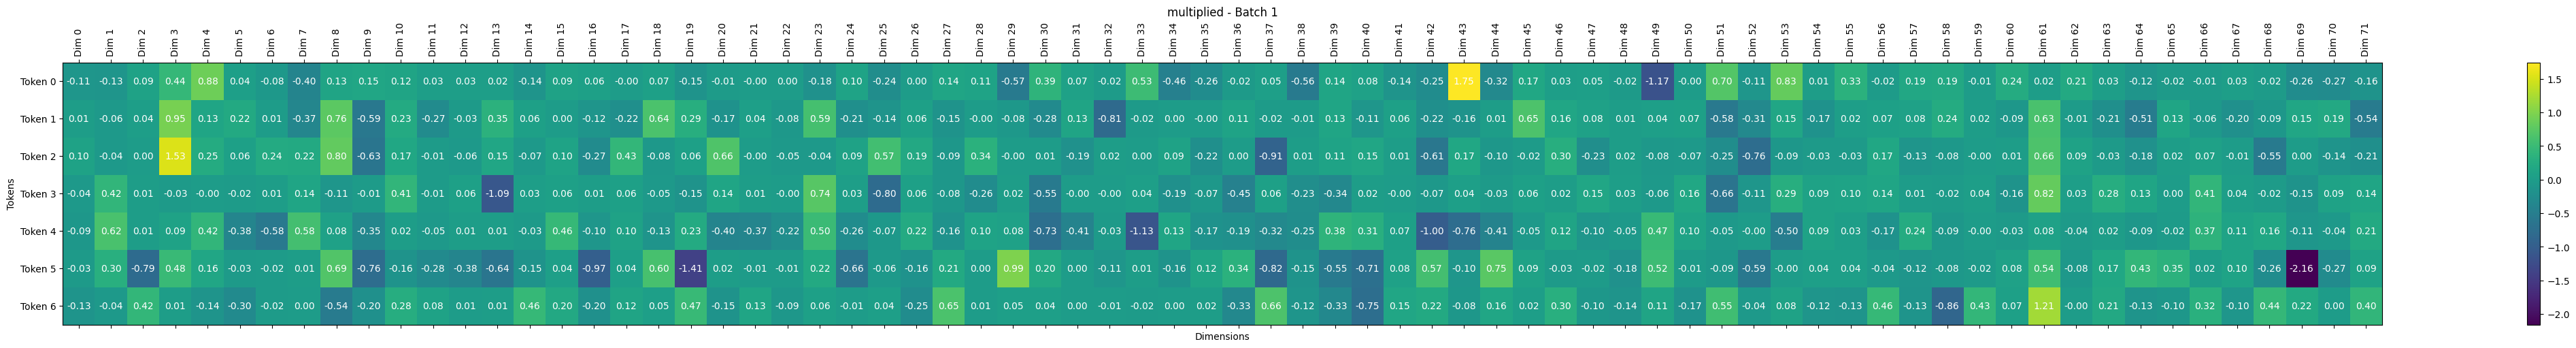 multiplied - Batch 1
Dim 0 Dim 1 Dim 2 Dim 3 Dim 4 Dim 5 Dim 6 Dim 7 Dim 8 Dim 9 Dim 10 Dim 11 Dim 12 Dim 13 Dim 14 Dim 15 Dim 16 Dim 17 Dim 18 Dim 19 Dim 20 Dim 21 Dim 22 Dim 23 Dim 24 Dim 25 Dim 26 Dim 27 Dim 28 Dim 29 Dim 30 Dim 31 Dim 32 Dim 33 Dim 34 Dim 35 Dim 36 Dim 37 Dim 38 Dim 39 Dim 40 Dim 41 Dim 42 Dim 43 Dim 44 Dim 45 Dim 46 Dim 47 Dim 48 Dim 49 Dim 50 Dim 51 Dim 52 Dim 53 Dim 54 Dim 55 Dim 56 Dim 57 Dim 58 Dim 59 Dim 60 Dim 61 Dim 62 Dim 63 Dim 64 Dim 65 Dim 66 Dim 67 Dim 68 Dim 69 Dim 70 Dim 71
Token 0 -0.11 -0.13 0.09 0.44 0.88 0.04 -0.08 -0.40 0.13 0.15 0.12 0.03 0.03 0.02 -0.14 0.09 0.06 -0.00 0.07 -0.15 -0.01 -0.00 0.00 -0.18 0.10 -0.24 0.00 0.14 0.11 -0.57 0.39 0.07 -0.02 0.53 -0.46 -0.26 -0.02 0.05 -0.56 0.14 0.08 -0.14 -0.25 1.75 -0.32 0.17 0.03 0.05 -0.02 -1.17 -0.00 0.70 -0.11 0.83 0.01 0.33 -0.02 0.19 0.19 -0.01 0.24 0.02 0.21 0.03 -0.12 -0.02 -0.01 0.03 -0.02 -0.26 -0.27 -0.16
Token 1 0.01 -0.06 0.04 0.95 0.13 0.22 0.01 -0.37 0.76 -0.59 0.23 -0.27 -0.03 0.35 0.06 0.00 -0.12 -0.22 0.64 0.29 -0.17 0.04 -0.08 0.59 -0.21 -0.14 0.06 -0.15 -0.00 -0.08 -0.28 0.13 -0.81 -0.02 0.00 -0.00 0.11 -0.02 -0.01 0.13 -0.11 0.06 -0.22 -0.16 0.01 0.65 0.16 0.08 0.01 0.04 0.07 -0.58 -0.31 0.15 -0.17 0.02 0.07 0.08 0.24 0.02 -0.09 0.63 -0.01 -0.21 -0.51 0.13 -0.06 -0.20 -0.09 0.15 0.19 -0.54
Token 2 0.10 -0.04 0.00 1.53 0.25 0.06 0.24 0.22 0.80 -0.63 0.17 -0.01 -0.06 0.15 -0.07 0.10 -0.27 0.43 -0.08 0.06 0.66 -0.00 -0.05 -0.04 0.09 0.57 0.19 -0.09 0.34 -0.00 0.01 -0.19 0.02 0.00 0.09 -0.22 0.00 -0.91 0.01 0.11 0.15 0.01 -0.61 0.17 -0.10 -0.02 0.30 -0.23 0.02 -0.08 -0.07 -0.25 -0.76 -0.09 -0.03 -0.03 0.17 -0.13 -0.08 -0.00 0.01 0.66 0.09 -0.03 -0.18 0.02 0.07 -0.01 -0.55 0.00 -0.14 -0.21
Token 3 -0.04 0.42 0.01 -0.03 -0.00 -0.02 0.01 0.14 -0.11 -0.01 0.41 -0.01 0.06 -1.09 0.03 0.06 0.01 0.06 -0.05 -0.15 0.14 0.01 -0.00 0.74 0.03 -0.80 0.06 -0.08 -0.26 0.02 -0.55 -0.00 -0.00 0.04 -0.19 -0.07 -0.45 0.06 -0.23 -0.34 0.02 -0.00 -0.07 0.04 -0.03 0.06 0.02 0.15 0.03 -0.06 0.16 -0.66 -0.11 0.29 0.09 0.10 0.14 0.01 -0.02 0.04 -0.16 0.82 0.03 0.28 0.13 0.00 0.41 0.04 -0.02 -0.15 0.09 0.14
Token 4 -0.09 0.62 0.01 0.09 0.42 -0.38 -0.58 0.58 0.08 -0.35 0.02 -0.05 0.01 0.01 -0.03 0.46 -0.10 0.10 -0.13 0.23 -0.40 -0.37 -0.22 0.50 -0.26 -0.07 0.22 -0.16 0.10 0.08 -0.73 -0.41 -0.03 -1.13 0.13 -0.17 -0.19 -0.32 -0.25 0.38 0.31 0.07 -1.00 -0.76 -0.41 -0.05 0.12 -0.10 -0.05 0.47 0.10 -0.05 -0.00 -0.50 0.09 0.03 -0.17 0.24 -0.09 -0.00 -0.03 0.08 -0.04 0.02 -0.09 -0.02 0.37 0.11 0.16 -0.11 -0.04 0.21
Token 5 -0.03 0.30 -0.79 0.48 0.16 -0.03 -0.02 0.01 0.69 -0.76 -0.16 -0.28 -0.38 -0.64 -0.15 0.04 -0.97 0.04 0.60 -1.41 0.02 -0.01 -0.01 0.22 -0.66 -0.06 -0.16 0.21 0.00 0.99 0.20 0.00 -0.11 0.01 -0.16 0.12 0.34 -0.82 -0.15 -0.55 -0.71 0.08 0.57 -0.10 0.75 0.09 -0.03 -0.02 -0.18 0.52 -0.01 -0.09 -0.59 -0.00 0.04 0.04 -0.04 -0.12 -0.08 -0.02 0.08 0.54 -0.08 0.17 0.43 0.35 0.02 0.10 -0.26 -2.16 -0.27 0.09
Token 6 -0.13 -0.04 0.42 0.01 -0.14 -0.30 -0.02 0.00 -0.54 -0.20 0.28 0.08 0.01 0.01 0.46 0.20 -0.20 0.12 0.05 0.47 -0.15 0.13 -0.09 0.06 -0.01 0.04 -0.25 0.65 0.01 0.05 0.04 0.00 -0.01 -0.02 0.00 0.02 -0.33 0.66 -0.12 -0.33 -0.75 0.15 0.22 -0.08 0.16 0.02 0.30 -0.10 -0.14 0.11 -0.17 0.55 -0.04 0.08 -0.12 -0.13 0.46 -0.13 -0.86 0.43 0.07 1.21 -0.00 0.21 -0.13 -0.10 0.32 -0.10 0.44 0.22 0.00 0.40
Tokens
Dimensions
1.5
1.0
0.5
0.0
−0.5
−1.0
−1.5
−2.0